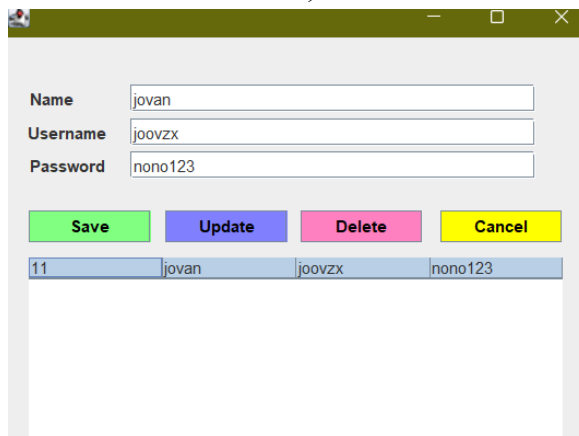 Name jovan
Username joovzx
Password nono123
Save Update Delete Cancel
11 jovan joovzx nono123